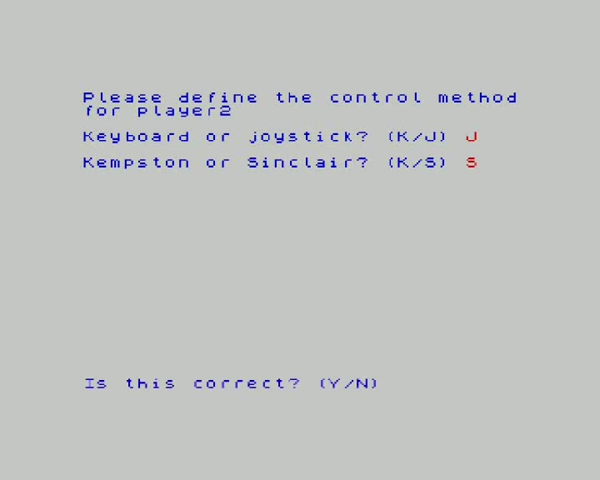 Please define the control method
for player2
Keyboard or joystick? (K/J) J
Kempston or Sinclair? (K/S) S
Is this correct? (Y/N)